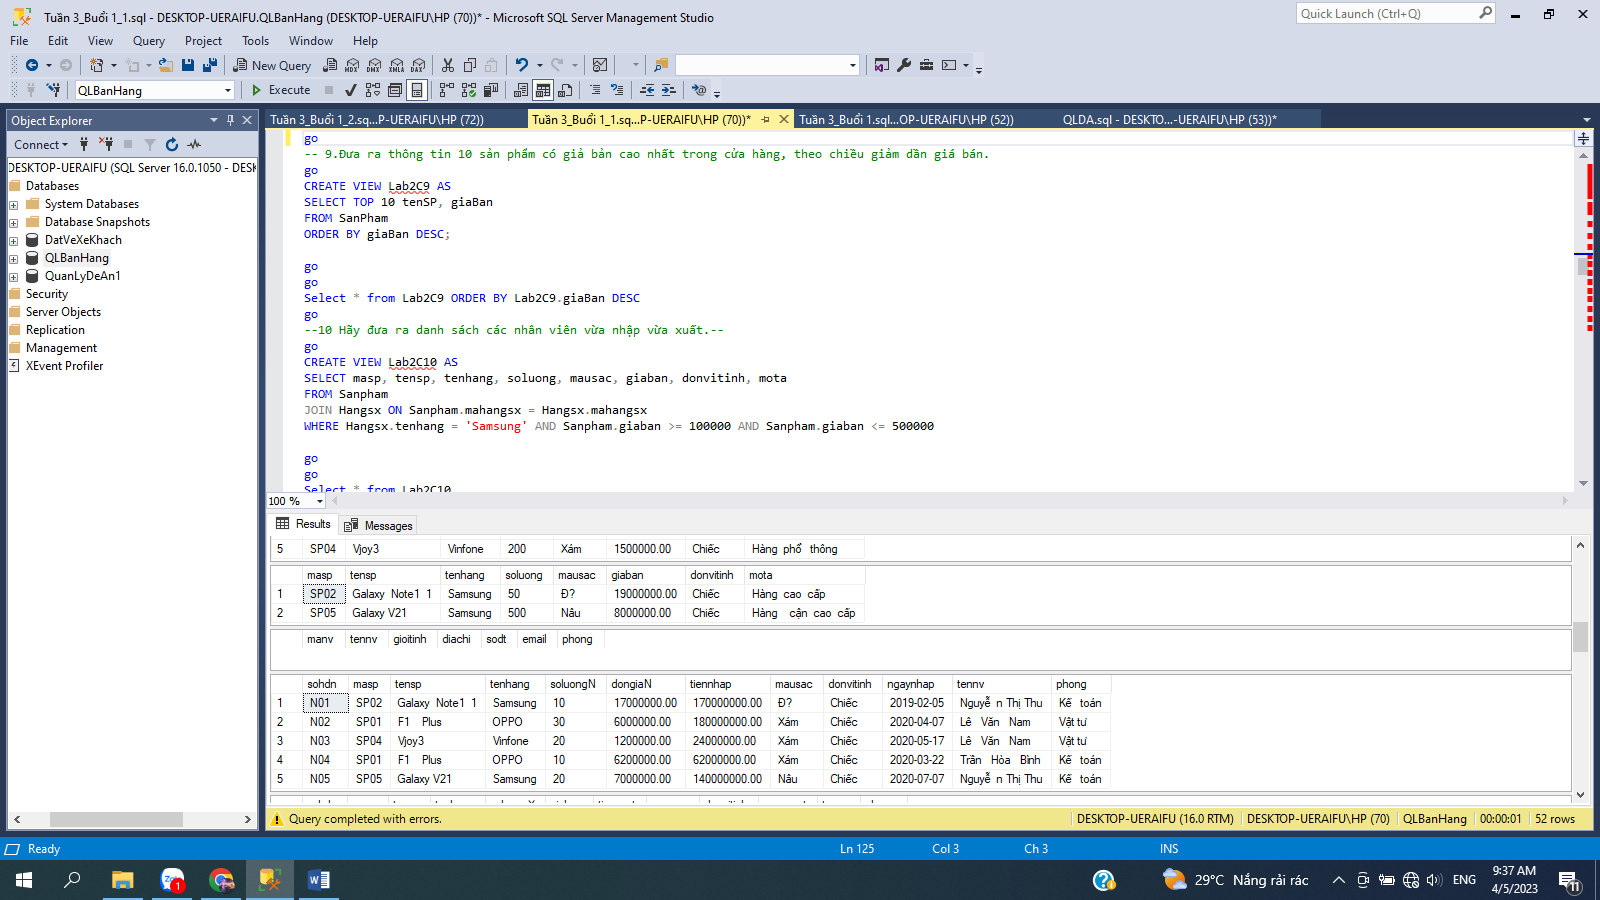 Tuần 3_Buổi 1_1.sql - DESKTOP-UERAIFU.QLBanHang (DESKTOP-UERAIFU\HP (70))* - Microsoft SQL Server Management Studio
Quick Launch (Ctrl+Q)
File Edit View Query Project Tools Window Help
New Query
MDX DMX XMLA DAX
QLBanHang
Execute
Object Explorer
Tuần 3_Buổi 1_2.sq...P-UERAIFU\HP (72))
Tuần 3_Buổi 1_1.sq...P-UERAIFU\HP (70))*
Tuần 3_Buổi 1.sql...OP-UERAIFU\HP (52))
QLDA.sql - DESKTO...-UERAIFU\HP (53))*
Connect
DESKTOP-UERAIFU (SQL Server 16.0.1050 - DESK
Databases
System Databases
Database Snapshots
DatVeXeKhach
QLBanHang
QuanLyDeAn1
Security
Server Objects
Replication
Management
XEvent Profiler
go
-- 9.Đưa ra thông tin 10 sản phẩm có giả bản cao nhất trong cửa hàng, theo chiều giảm dần giá bán.
go
CREATE VIEW Lab2C9 AS
SELECT TOP 10 tenSP, giaBan
FROM SanPham
ORDER BY giaBan DESC;
go
go
Select * from Lab2C9 ORDER BY Lab2C9.giaBan DESC
go
--10 Hãy đưa ra danh sách các nhân viên vừa nhập vừa xuất.--
go
CREATE VIEW Lab2C10 AS
SELECT masp, tensp, tenhang, soluong, mausac, giaban, donvitinh, mota
FROM Sanpham
JOIN Hangsx ON Sanpham.mahangsx = Hangsx.mahangsx
WHERE Hangsx.tenhang = 'Samsung' AND Sanpham.giaban >= 100000 AND Sanpham.giaban <= 500000
go
go
Select * from Lab2C10
100 %
Results Messages
5 SP04 Vjoy3 Vinfone 200 Xám 1500000.00 Chiếc Hàng phổ thông
masp tensp tenhang soluong mausac giaban donvitinh mota
1 SP02 Galaxy Note1 1 Samsung 50 Đ? 19000000.00 Chiếc Hàng cao cấp
2 SP05 Galaxy V21 Samsung 500 Nâu 8000000.00 Chiếc Hàng cận cao cấp
manv tennv gioitinh diachi sodt email phong
sohdn masp tensp tenhang soluongN dongiaN tiennhap mausac donvitinh ngaynhap tennv phong
1 N01 SP02 Galaxy Note1 1 Samsung 10 17000000.00 170000000.00 Đ? Chiếc 2019-02-05 Nguyễn Thị Thu Kế toán
2 N02 SP01 F1 Plus OPPO 30 6000000.00 180000000.00 Xám Chiếc 2020-04-07 Lê Văn Nam Vật tư
3 N03 SP04 Vjoy3 Vinfone 20 1200000.00 24000000.00 Xám Chiếc 2020-05-17 Lê Văn Nam Vật tư
4 N04 SP01 F1 Plus OPPO 10 6200000.00 62000000.00 Xám Chiếc 2020-03-22 Trần Hòa Bình Kế toán
5 N05 SP05 Galaxy V21 Samsung 20 7000000.00 140000000.00 Nâu Chiếc 2020-07-07 Nguyễn Thị Thu Kế toán
Query completed with errors.
DESKTOP-UERAIFU (16.0 RTM) DESKTOP-UERAIFU\HP (70) QLBanHang 00:00:01 52 rows
Ready Ln 125 Col 3 Ch 3 INS
29°C Nắng rải rác
ENG
9:37 AM
4/5/2023
11
1